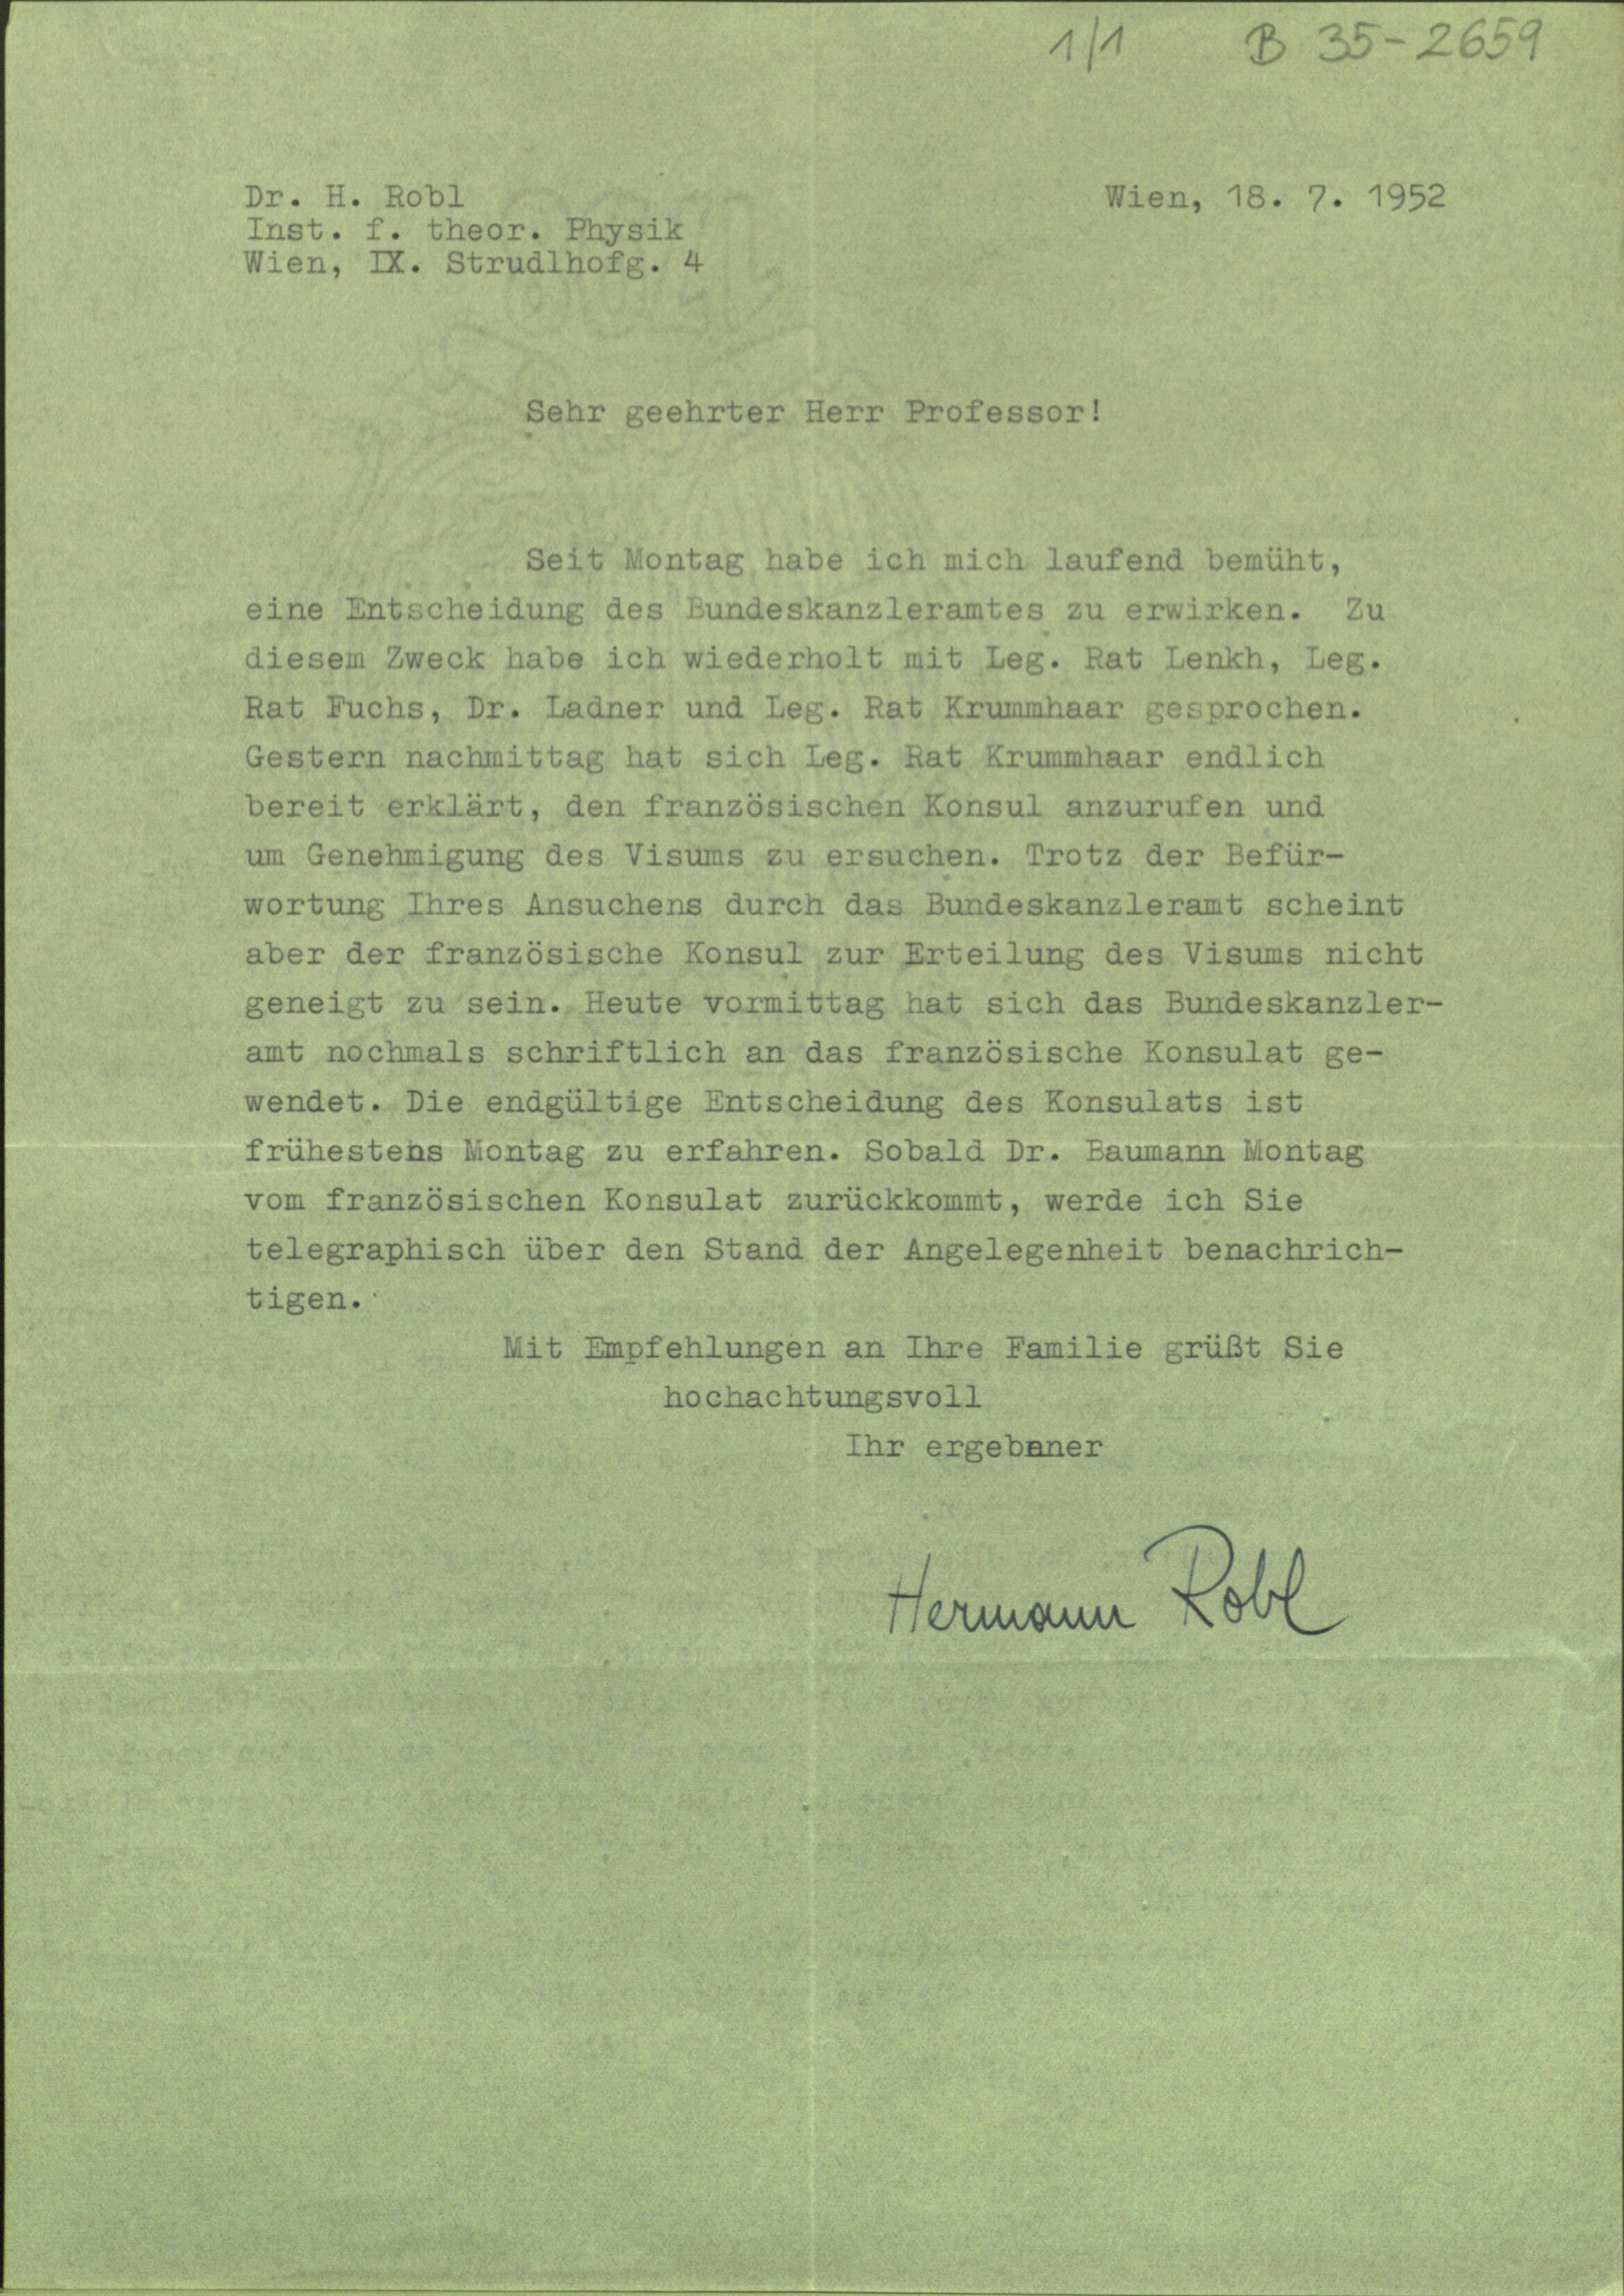 1/1 B 35-2659
Dr. H. Robl Wien, 18. 7. 1952
Inst. f. theor. Physik
Wien, IX. Strudlhofg. 4
Sehr geehrter Herr Professor!
Seit Montag habe ich mich laufend bemüht,
eine Entscheidung des Bundeskanzleramtes zu erwirken. Zu
diesem Zweck habe ich wiederholt mit Leg. Rat Lenkh, Leg.
Rat Fuchs, Dr. Ladner und Leg. Rat Krummhaar gesprochen.
Gestern nachmittag hat sich Leg. Rat Krummhaar endlich
bereit erklärt, den französischen Konsul anzurufen und
um Genehmigung des Visums zu ersuchen. Trotz der Befür-
wortung Ihres Ansuchens durch das Bundeskanzleramt scheint
aber der französische Konsul zur Erteilung des Visums nicht
geneigt zu sein. Heute vormittag hat sich das Bundeskanzler-
amt nochmals schriftlich an das französische Konsulat ge-
wendet. Die endgültige Entscheidung des Konsulats ist
frühestens Montag zu erfahren. Sobald Dr. Baumann Montag
vom französischen Konsulat zurückkommt, werde ich Sie
telegraphisch über den Stand der Angelegenheit benachrich-
tigen.
Mit Empfehlungen an Ihre Familie grüßt Sie
hochachtungsvoll
Ihr ergebener
Hermann Robl